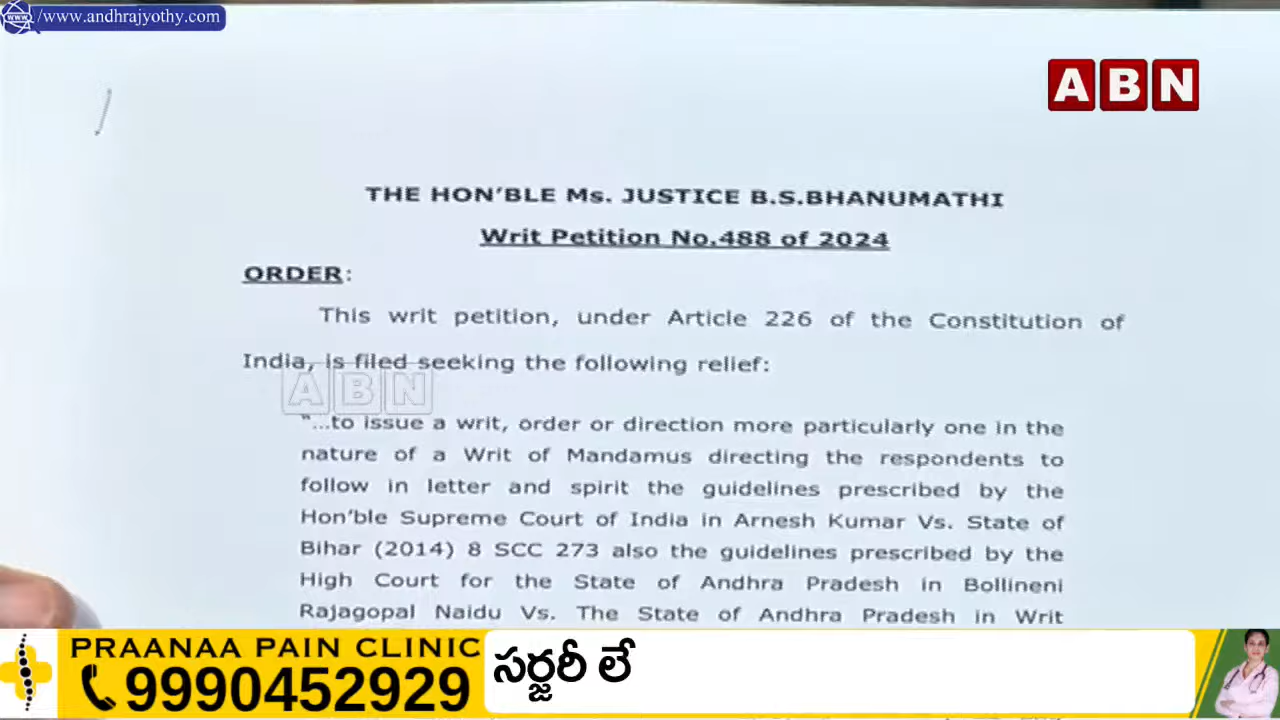 /www.andhrajyothy.com
ABN
THE HON'BLE Ms. JUSTICE B.S.BHANUMATHI
Writ Petition No.488 of 2024
ORDER:
This writ petition, under Article 226 of the Constitution of
India, is filed seeking the following relief:
ABN
"...to issue a writ, order or direction more particularly one in the
nature of a Writ of Mandamus directing the respondents to
follow in letter and spirit the guidelines prescribed by the
Hon'ble Supreme Court of India in Arnesh Kumar Vs. State of
Bihar (2014) 8 SCC 273 also the guidelines prescribed by the
High Court for the State of Andhra Pradesh in Bollineni
Rajagopal Naidu Vs. The State of Andhra Pradesh in Writ
PRAANAA PAIN CLINIC
9990452929
సర్జరీ లే